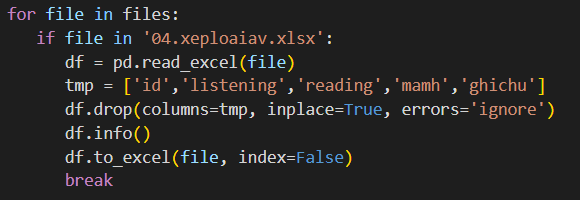 for file in files:
    if file in '04.xeploaiav.xlsx':
        df = pd.read_excel(file)
        tmp = ['id','listening','reading','mamh','ghichu']
        df.drop(columns=tmp, inplace=True, errors='ignore')
        df.info()
        df.to_excel(file, index=False)
        break